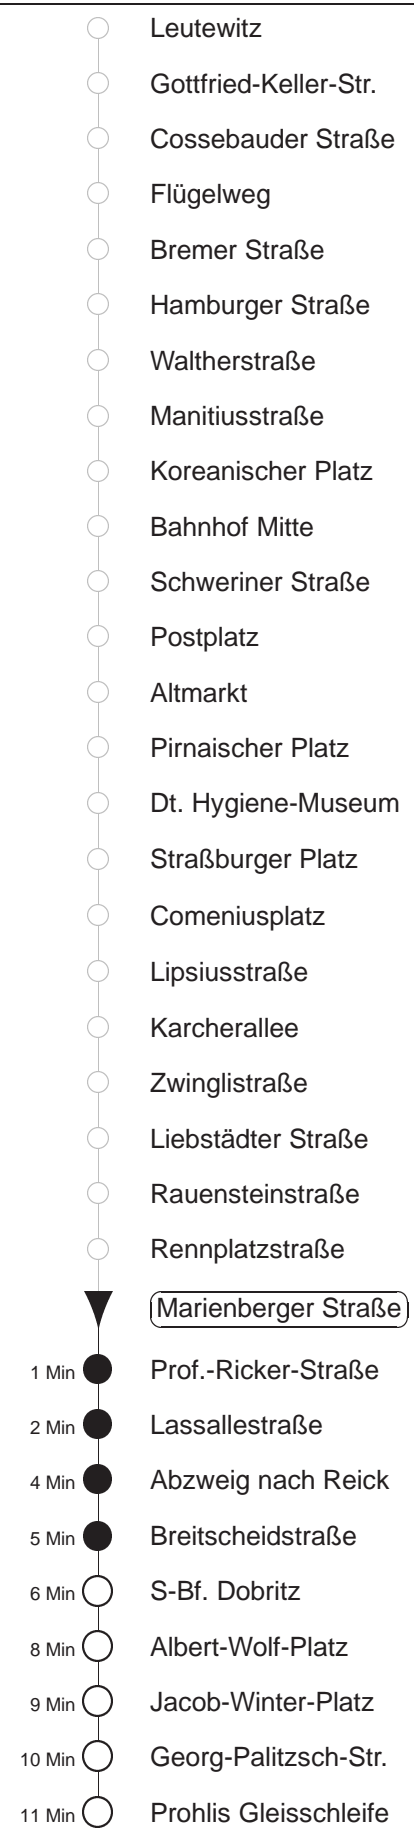 Leutewitz
Gottfried-Keller-Str.
Cossebauder Straße
Flügelweg
Bremer Straße
Hamburger Straße
Waltherstraße
Manitiusstraße
Koreanischer Platz
Bahnhof Mitte
Schweriner Straße
Postplatz
Altmarkt
Pirnaischer Platz
Dt. Hygiene-Museum
Straßburger Platz
Comeniusplatz
Lipsiusstraße
Karcherallee
Zwinglistraße
Liebstädter Straße
Rauensteinstraße
Rennplatzstraße
Marienberger Straße
1 Min Prof.-Ricker-Straße
2 Min Lassallestraße
4 Min Abzweig nach Reick
5 Min Breitscheidstraße
6 Min S-Bf. Dobritz
8 Min Albert-Wolf-Platz
9 Min Jacob-Winter-Platz
10 Min Georg-Palitzsch-Str.
11 Min Prohlis Gleisschleife